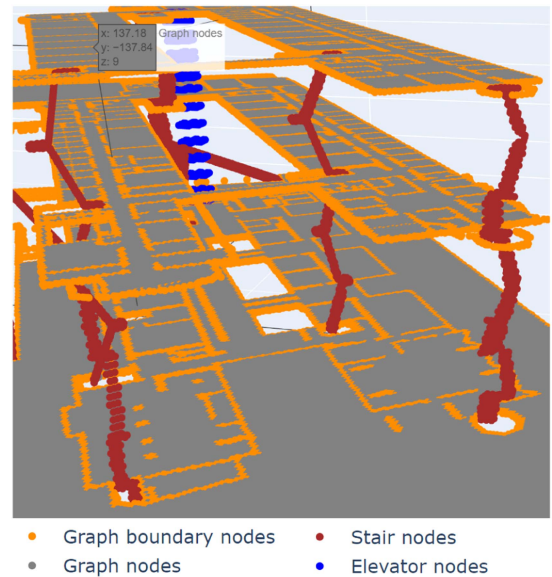 x: 137.18 Graph nodes
y: −137.84
z: 9
Graph boundary nodes
Stair nodes
Graph nodes
Elevator nodes